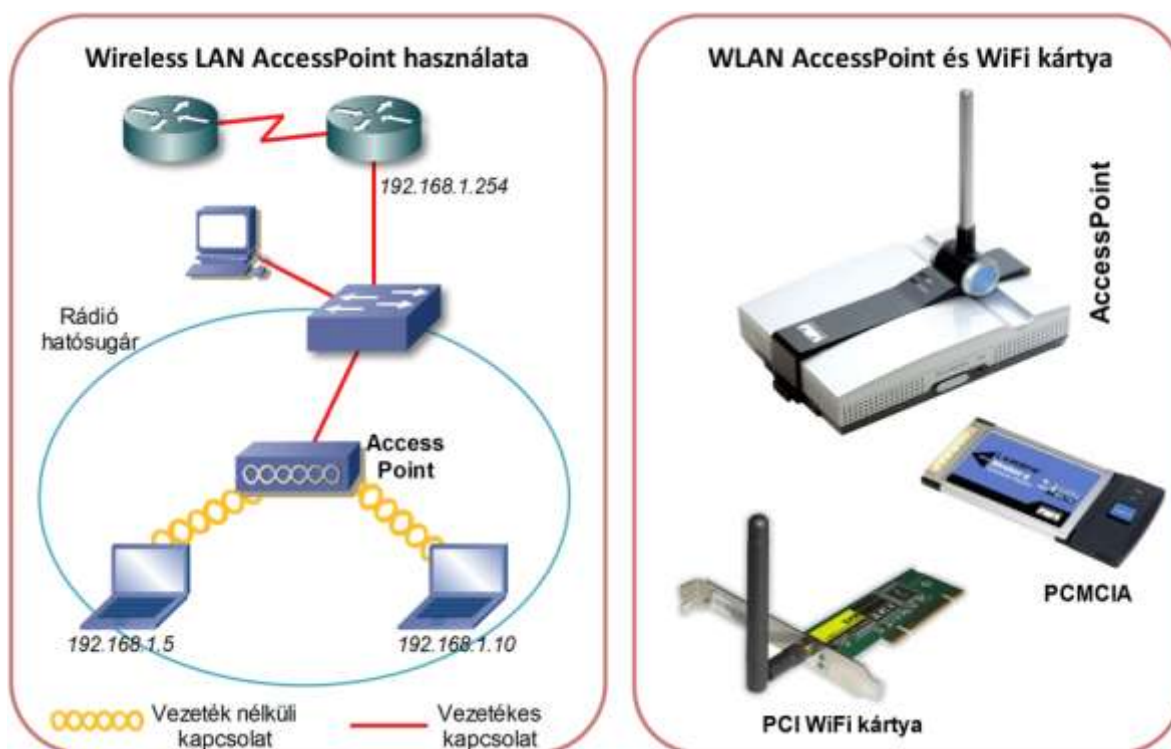 Wireless LAN AccessPoint használata
192.168.1.254
Rádió
hatósugár
Access
Point
192.168.1.5
192.168.1.10
Vezeték nélküli
kapcsolat
Vezetékes
kapcsolat
WLAN AccessPoint és WiFi kártya
AccessPoint
PCMCIA
PCI WiFi kártya